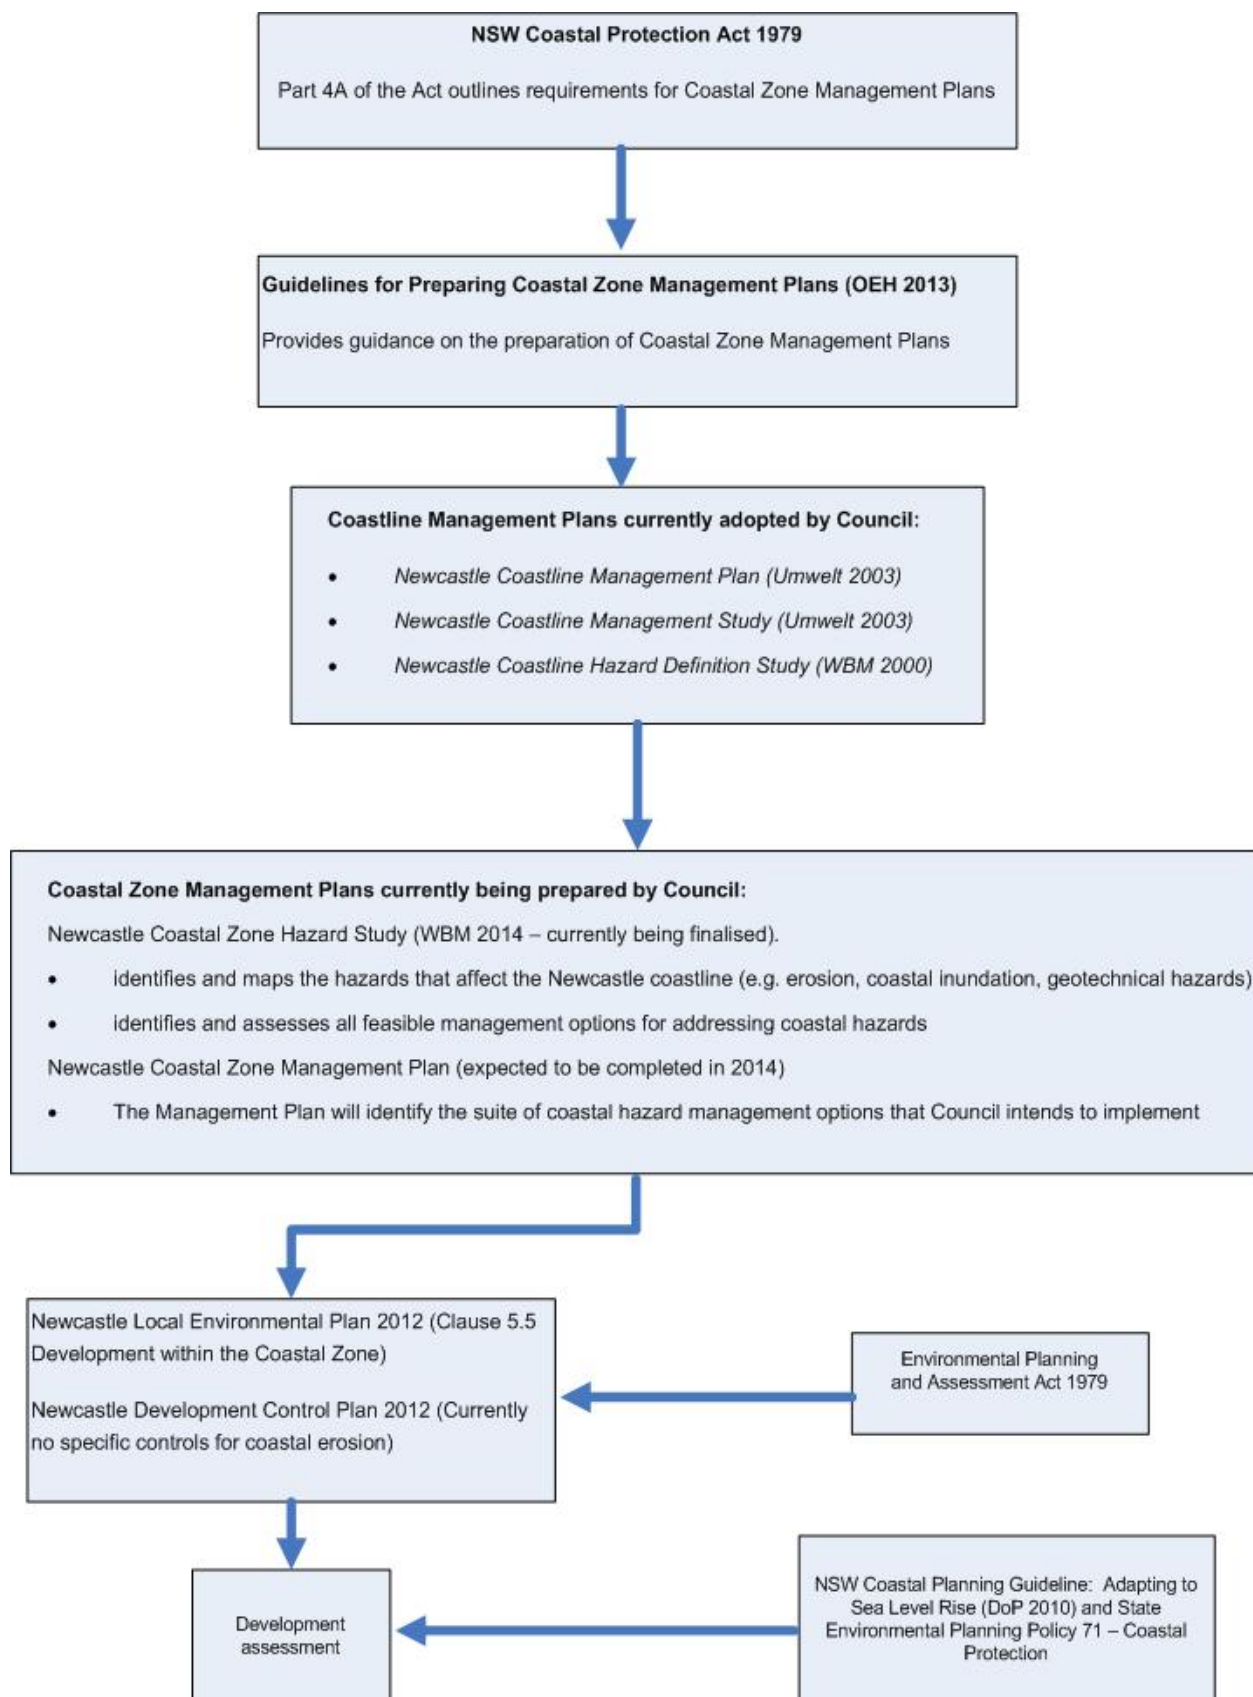 NSW Coastal Protection Act 1979
Part 4A of the Act outlines requirements for Coastal Zone Management Plans
Guidelines for Preparing Coastal Zone Management Plans (OEH 2013)
Provides guidance on the preparation of Coastal Zone Management Plans
Coastline Management Plans currently adopted by Council:
• Newcastle Coastline Management Plan (Umwelt 2003)
• Newcastle Coastline Management Study (Umwelt 2003)
• Newcastle Coastline Hazard Definition Study (WBM 2000)
Coastal Zone Management Plans currently being prepared by Council:
Newcastle Coastal Zone Hazard Study (WBM 2014 – currently being finalised).
• identifies and maps the hazards that affect the Newcastle coastline (e.g. erosion, coastal inundation, geotechnical hazards)
• identifies and assesses all feasible management options for addressing coastal hazards
Newcastle Coastal Zone Management Plan (expected to be completed in 2014)
• The Management Plan will identify the suite of coastal hazard management options that Council intends to implement
Newcastle Local Environmental Plan 2012 (Clause 5.5
Development within the Coastal Zone)
Newcastle Development Control Plan 2012 (Currently
no specific controls for coastal erosion)
Environmental Planning
and Assessment Act 1979
Development
assessment
NSW Coastal Planning Guideline: Adapting to
Sea Level Rise (DoP 2010) and State
Environmental Planning Policy 71 – Coastal
Protection